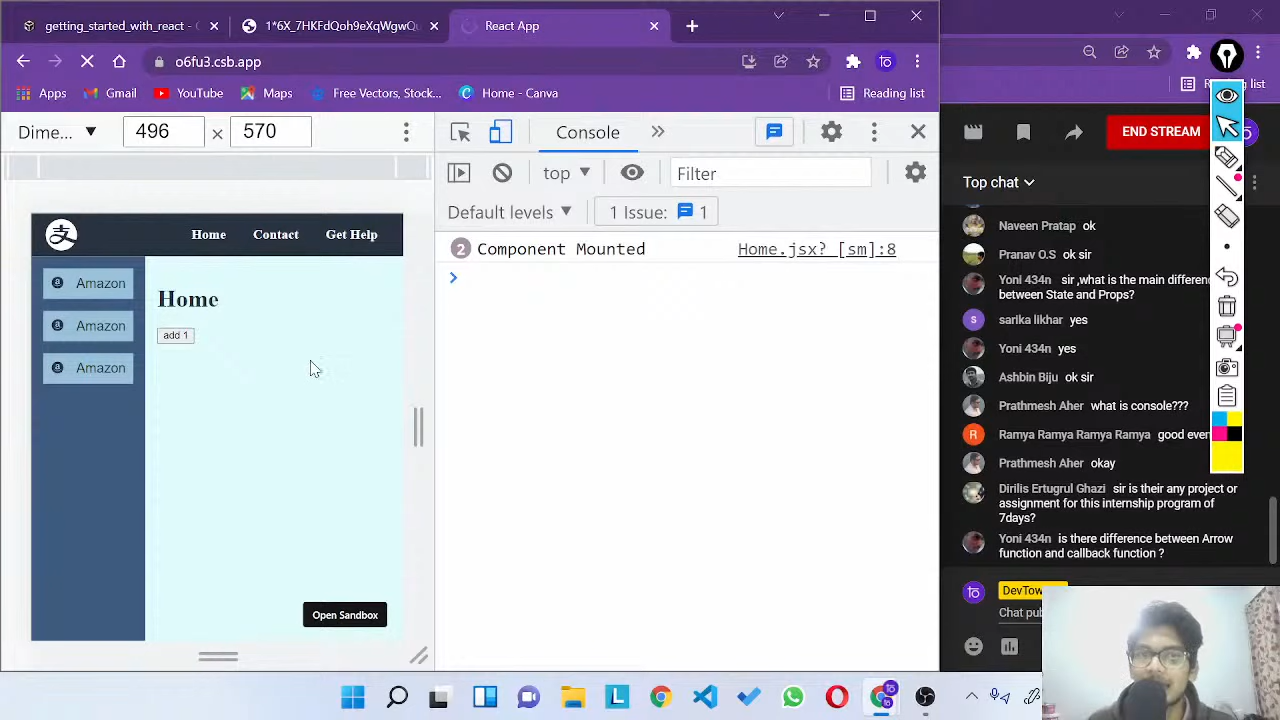 getting_started_with_react - 
1*6X_7HKFdQoh9eXqWgwQu
React App
o6fu3.csb.app
Apps
Gmail
YouTube
Maps
Free Vectors, Stock...
Home - Canva
Reading list
Reading list
Dime...
496
×
570
Console
top
Filter
Default levels
1 Issue:
1
2
Component Mounted
Home.jsx? [sm]:8
支
Home
Contact
Get Help
Amazon
Amazon
Amazon
Home
add 1
Open Sandbox
END STREAM
Top chat
Naveen Pratap ok
Pranav O.S ok sir
Yoni 434n sir ,what is the main differen
between State and Props?
S
sarika likhar yes
Yoni 434n yes
Ashbin Biju ok sir
Prathmesh Aher what is console???
R
Ramya Ramya Ramya Ramya good ever
Prathmesh Aher okay
Dirilis Ertugrul Ghazi sir is their any project or
assignment for this internship program of
7days?
Yoni 434n is there difference between Arrow
function and callback function ?
DevTow
Chat pub